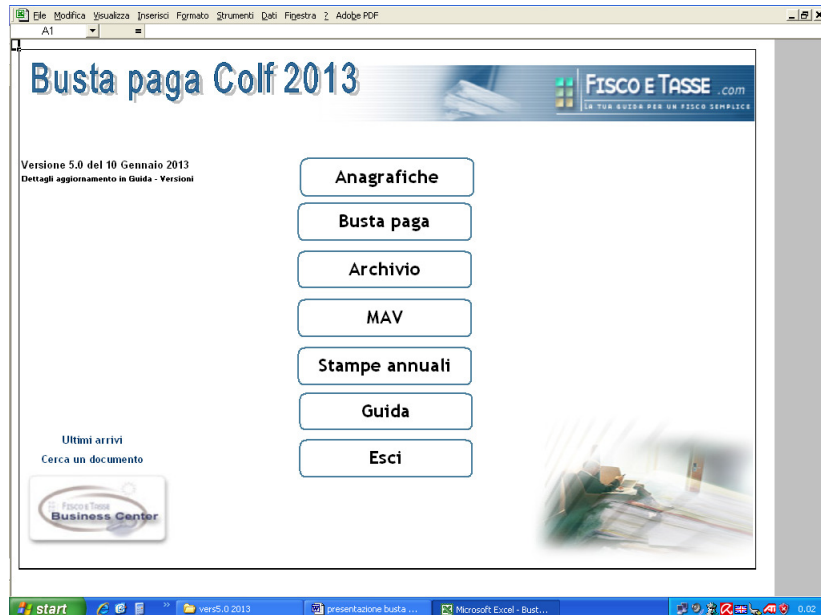 File Modifica Visualizza Inserisci Formato Strumenti Dati Finestra ? Adobe PDF
A1 =
Busta paga Colf 2013
FISCO E TASSE .com
LA TUA GUIDA PER UN FISCO SEMPLICE
Versione 5.0 del 10 Gennaio 2013
Dettagli aggiornamento in Guida - Versioni
Anagrafiche
Busta paga
Archivio
MAV
Stampe annuali
Guida
Esci
Ultimi arrivi
Cerca un documento
FISCO E TASSE
Business Center
start » vers5.0 2013 presentazione busta ... Microsoft Excel - Bust... 0.02